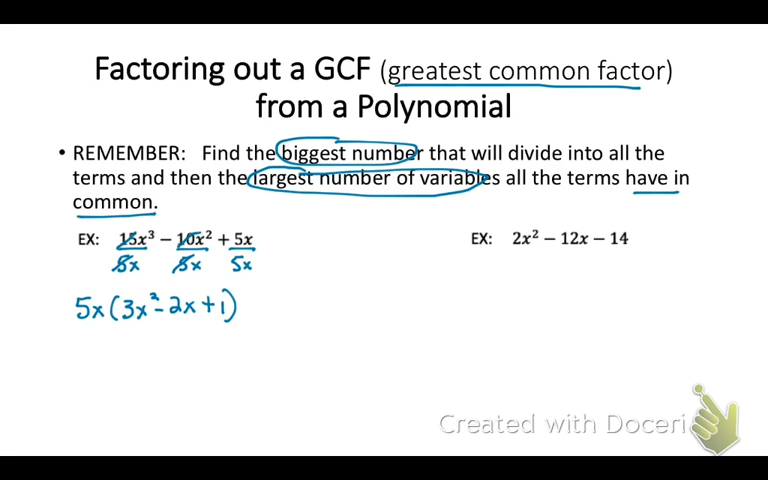 Factoring out a GCF (greatest common factor)
from a Polynomial
• REMEMBER: Find the biggest number that will divide into all the
terms and then the largest number of variables all the terms have in
common.
EX: 15x³ − 10x² + 5x
5x 5x 5x
5x(3x² − 2x + 1)
EX: 2x² − 12x − 14
Created with Doceri